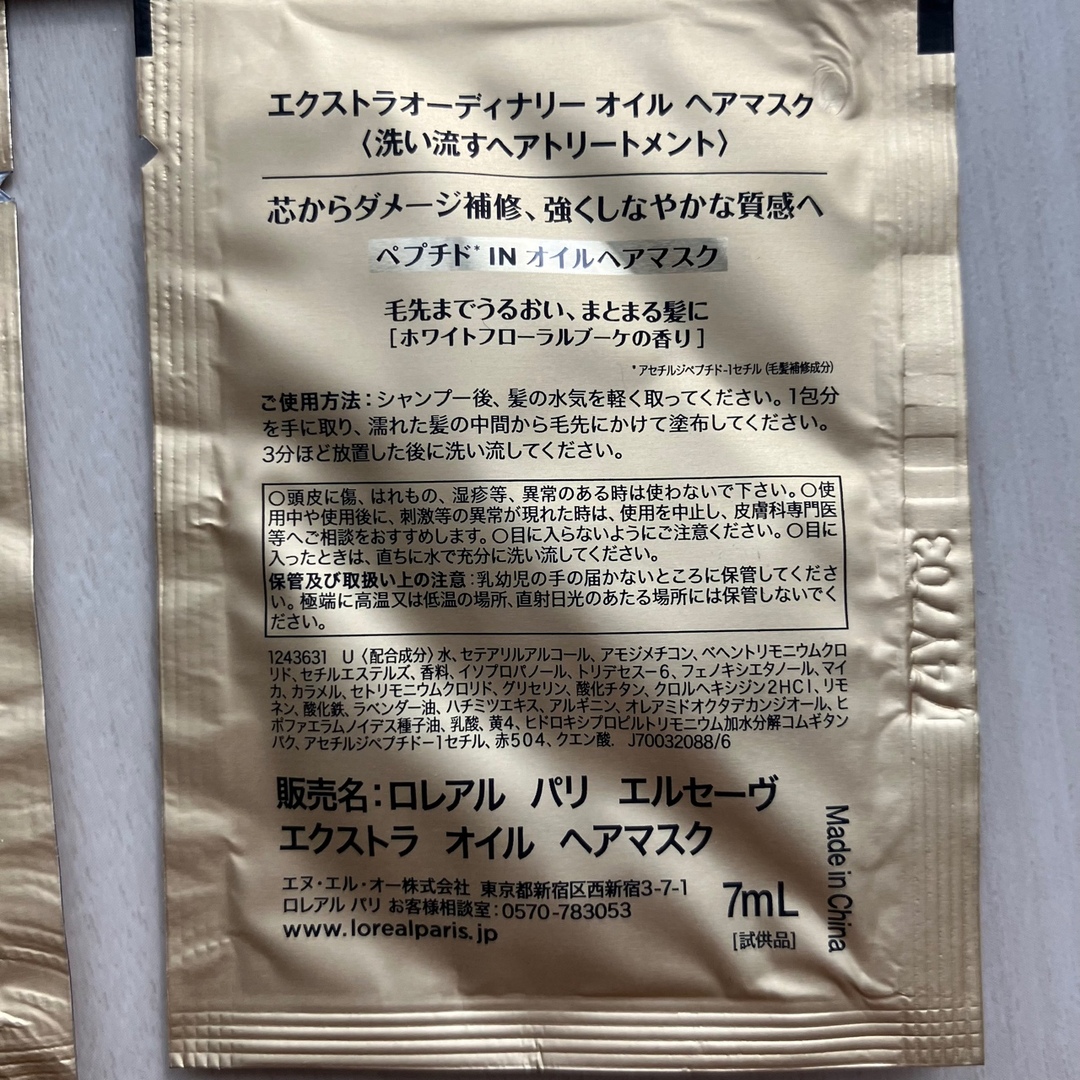 エクストラオーディナリー オイル ヘアマスク
〈洗い流すヘアトリートメント〉
芯からダメージ補修、強くしなやかな質感へ
ペプチド* IN オイルヘアマスク
毛先までうるおい、まとまる髪に
[ホワイトフローラルブーケの香り]
*アセチルジペプチド-1セチル (毛髪補修成分)
ご使用方法：シャンプー後、髪の水気を軽く取ってください。1包分
を手に取り、濡れた髪の中間から毛先にかけて塗布してください。
3分ほど放置した後に洗い流してください。
○頭皮に傷、はれもの、湿疹等、異常のある時は使わないで下さい。○使
用中や使用後に、刺激等の異常が現れた時は、使用を中止し、皮膚科専門医
等へご相談をおすすめします。○目に入らないようにご注意ください。○目に
入ったときは、直ちに水で充分に洗い流してください。
保管及び取扱い上の注意：乳幼児の手の届かないところに保管してくださ
い。極端に高温又は低温の場所、直射日光のあたる場所には保管しないでく
ださい。
1243631 U 〈配合成分〉水、セテアリルアルコール、アモジメチコン、ベヘントリモニウムクロ
リド、セチルエステルズ、香料、イソプロパノール、トリデセス－6、フェノキシエタノール、マイ
カ、カラメル、セトリモニウムクロリド、グリセリン、酸化チタン、クロルヘキシジン2HCl、リモ
ネン、酸化鉄、ラベンダー油、ハチミツエキス、アルギニン、オレアミドオクタデカンジオール、ヒ
ポファエラムノイデス種子油、乳酸、黄4、ヒドロキシプロピルトリモニウム加水分解コムギタン
パク、アセチルジペプチド－1セチル、赤504、クエン酸. J70032088/6
販売名：ロレアル パリ エルセーヴ
エクストラ オイル ヘアマスク
エヌ・エル・オー株式会社 東京都新宿区西新宿3-7-1
ロレアル パリ お客様相談室：0570-783053
www.lorealparis.jp
7mL
[試供品]
Made in China
74Y703